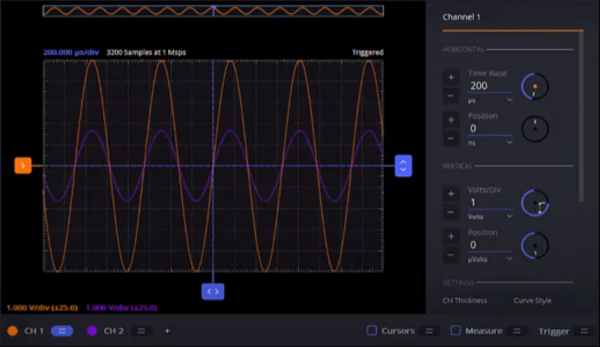 Channel 1
200.000 µs/div 3200 Samples at 1 Msps Triggered
HORIZONTAL
+ Time Base
200
−
µs
+ Position
0
−
ns
VERTICAL
+ Volts/Div
1
−
Volts
+ Position
0
−
µVolts
SETTINGS
CH Thickness Curve Style
1.000 V/div (±25.0) 1.000 V/div (±25.0)
CH 1 CH 2 + Cursors Measure Trigger